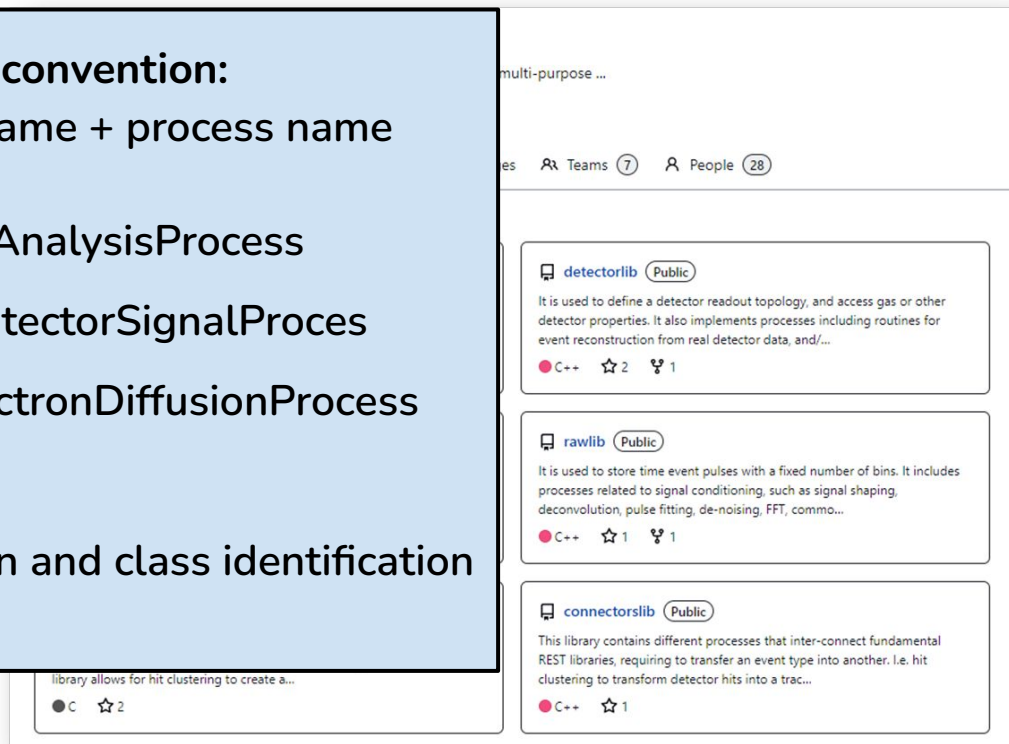 convention:
ame + process name
AnalysisProcess
tectorSignalProces
ctronDiffusionProcess
n and class identification
multi-purpose ...
es Teams 7 People 28
detectorlib Public
It is used to define a detector readout topology, and access gas or other
detector properties. It also implements processes including routines for
event reconstruction from real detector data, and/...
C++ 2 1
rawlib Public
It is used to store time event pulses with a fixed number of bins. It includes
processes related to signal conditioning, such as signal shaping,
deconvolution, pulse fitting, de-noising, FFT, commo...
C++ 1 1
library allows for hit clustering to create a...
C 2
connectorslib Public
This library contains different processes that inter-connect fundamental
REST libraries, requiring to transfer an event type into another. I.e. hit
clustering to transform detector hits into a trac...
C++ 1